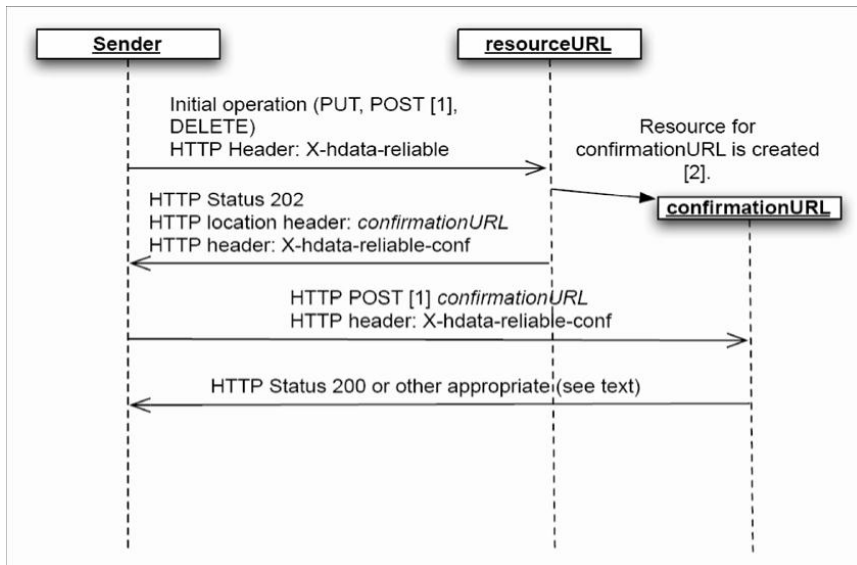 Sender
resourceURL
Initial operation (PUT, POST [1],
DELETE)
HTTP Header: X-hdata-reliable
Resource for
confirmationURL is created
[2].
confirmationURL
HTTP Status 202
HTTP location header: confirmationURL
HTTP header: X-hdata-reliable-conf
HTTP POST [1] confirmationURL
HTTP header: X-hdata-reliable-conf
HTTP Status 200 or other appropriate (see text)